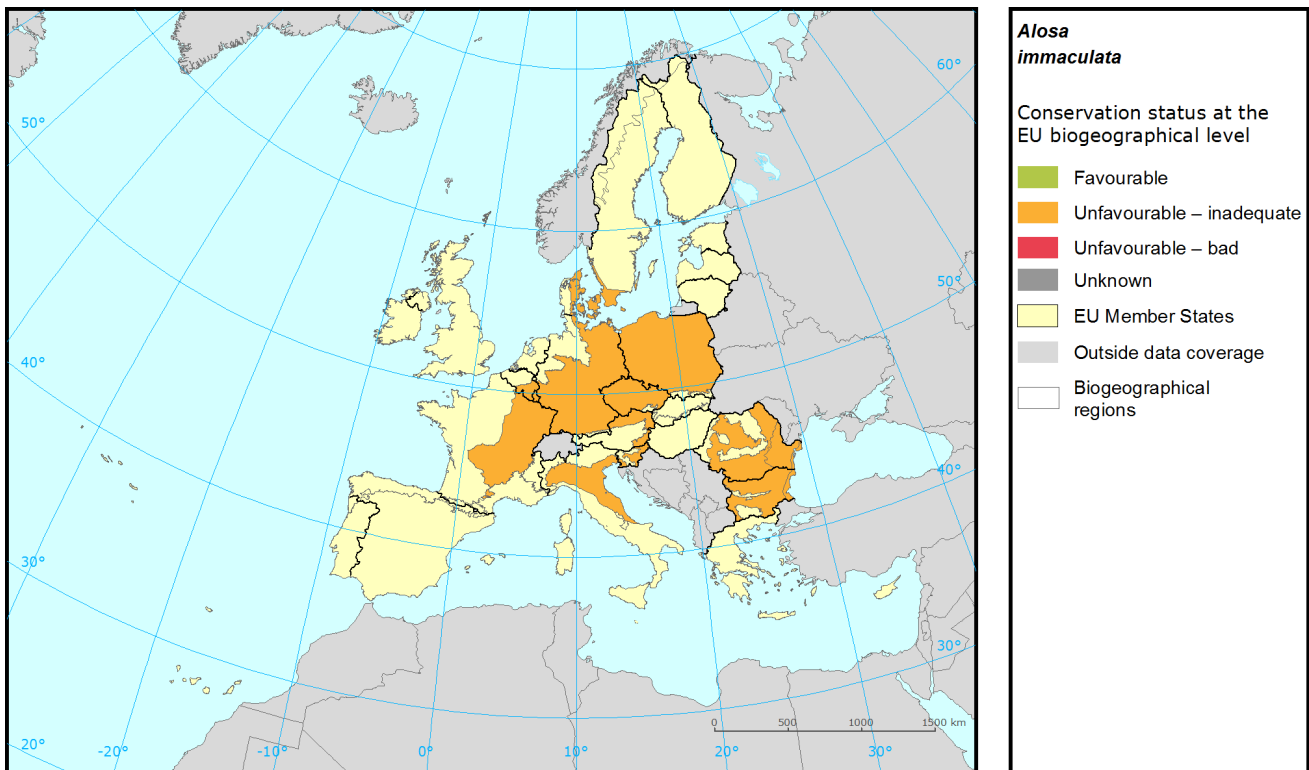 Alosa
immaculata
Conservation status at the
EU biogeographical level
Favourable
Unfavourable – inadequate
Unfavourable – bad
Unknown
EU Member States
Outside data coverage
Biogeographical
regions
60°
50°
50°
40°
40°
30°
30°
20°
-20°
-10°
0°
10°
20°
30°
0
500
1000
1500 km